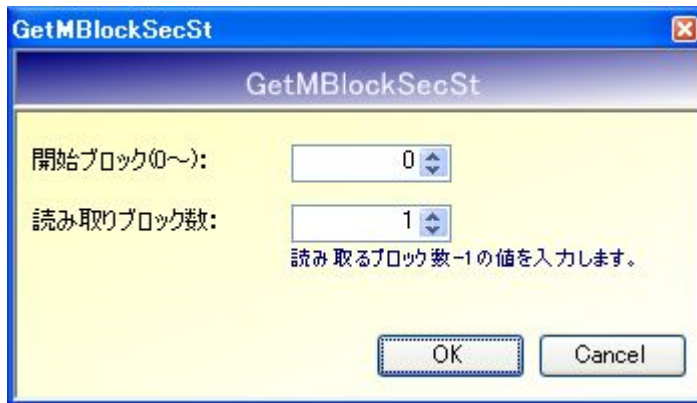 GetMBlockSecSt
GetMBlockSecSt
開始ブロック(0～): 0
読み取りブロック数: 1
読み取るブロック数-1の値を入力します。
OK Cancel